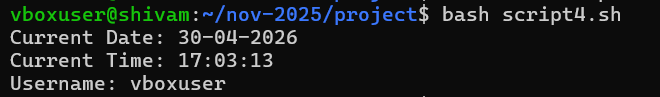 vboxuser@shivam:~/nov-2025/project$ bash script4.sh
Current Date: 30-04-2026
Current Time: 17:03:13
Username: vboxuser